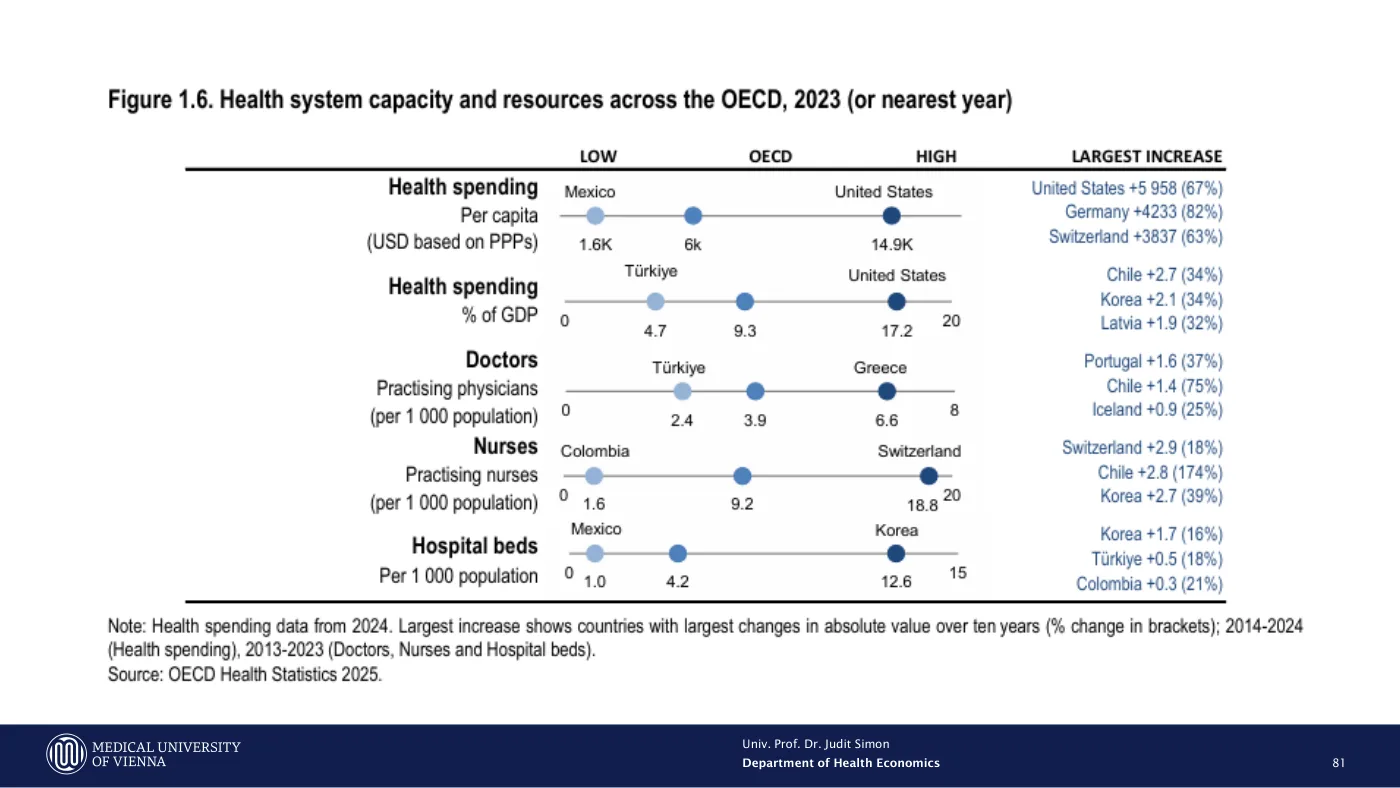 Figure 1.6. Health system capacity and resources across the OECD, 2023 (or nearest year)
LOW OECD HIGH LARGEST INCREASE
Health spending
Per capita
(USD based on PPPs)
Mexico United States
1.6K 6k 14.9K
United States +5 958 (67%)
Germany +4233 (82%)
Switzerland +3837 (63%)
Health spending
% of GDP
Türkiye United States
0 4.7 9.3 17.2 20
Chile +2.7 (34%)
Korea +2.1 (34%)
Latvia +1.9 (32%)
Doctors
Practising physicians
(per 1 000 population)
Türkiye Greece
0 2.4 3.9 6.6 8
Portugal +1.6 (37%)
Chile +1.4 (75%)
Iceland +0.9 (25%)
Nurses
Practising nurses
(per 1 000 population)
Colombia Switzerland
0 1.6 9.2 18.8 20
Switzerland +2.9 (18%)
Chile +2.8 (174%)
Korea +2.7 (39%)
Hospital beds
Per 1 000 population
Mexico Korea
0 1.0 4.2 12.6 15
Korea +1.7 (16%)
Türkiye +0.5 (18%)
Colombia +0.3 (21%)
Note: Health spending data from 2024. Largest increase shows countries with largest changes in absolute value over ten years (% change in brackets); 2014-2024
(Health spending), 2013-2023 (Doctors, Nurses and Hospital beds).
Source: OECD Health Statistics 2025.
MEDICAL UNIVERSITY
OF VIENNA
Univ. Prof. Dr. Judit Simon
Department of Health Economics
81